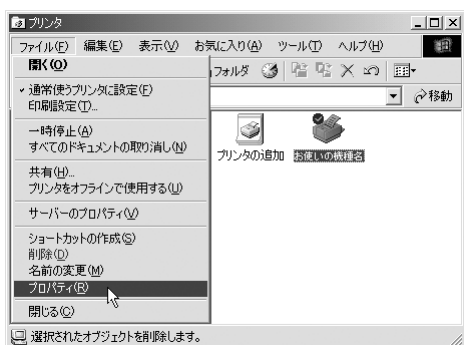 プリンタ
ファイル(F) 編集(E) 表示(V) お気に入り(A) ツール(T) ヘルプ(H)
開く(O)
フォルダ
通常使うプリンタに設定(F)
印刷設定(T)...
移動
一時停止(A)
すべてのドキュメントの取り消し(N)
プリンタの追加 お使いの機種名
共有(H)...
プリンタをオフラインで使用する(U)
サーバーのプロパティ(V)
ショートカットの作成(S)
削除(D)
名前の変更(M)
プロパティ(R)
閉じる(C)
選択されたオブジェクトを削除します。